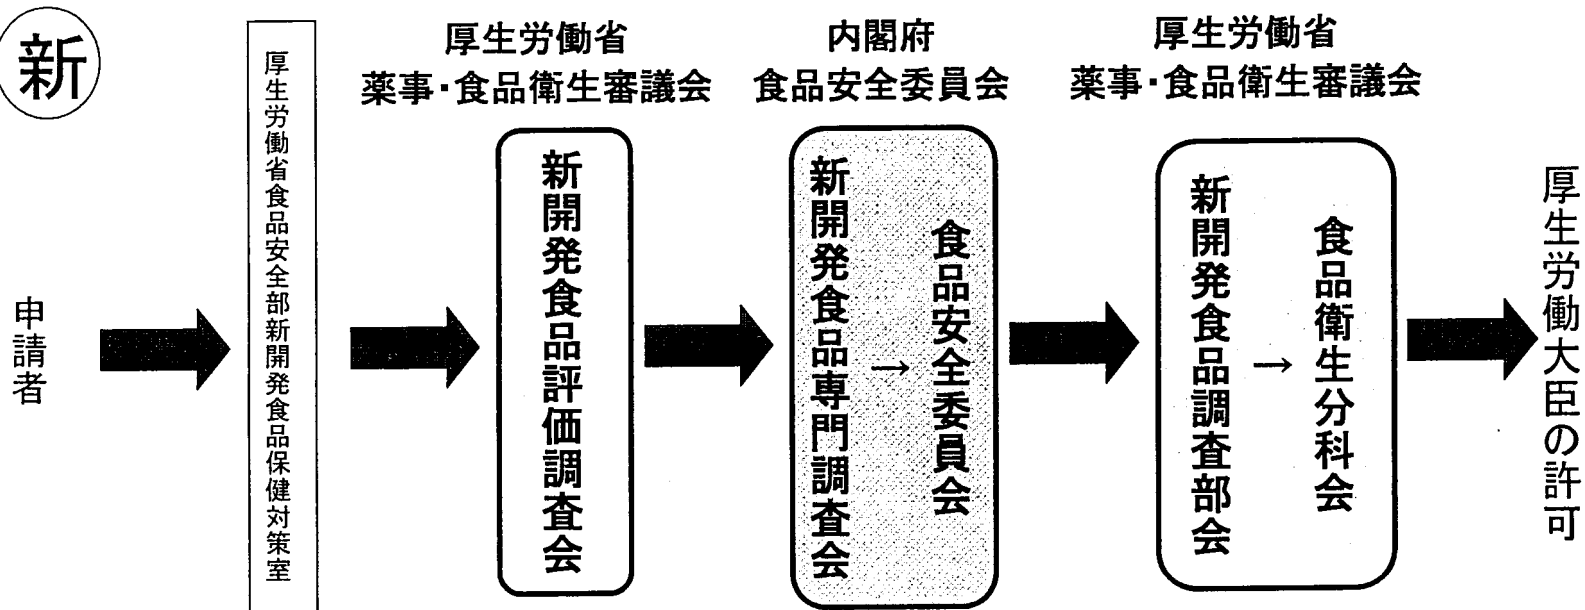 新
申請者
厚生労働省食品安全部新開発食品保健対策室
厚生労働省
薬事・食品衛生審議会
新開発食品評価調査会
内閣府
食品安全委員会
新開発食品専門調査会
→
食品安全委員会
厚生労働省
薬事・食品衛生審議会
新開発食品調査部会
→
食品衛生分科会
厚生労働大臣の許可